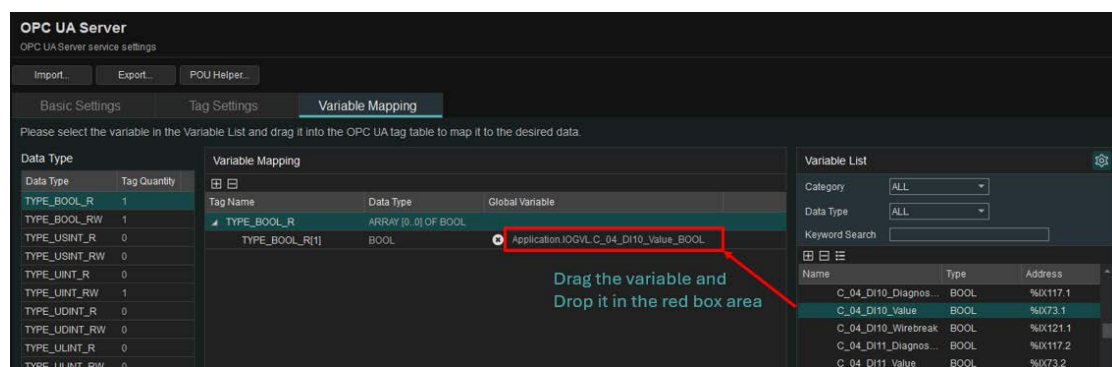 OPC UA Server
OPC UA Server service settings
Import... Export... POU Helper...
Basic Settings Tag Settings Variable Mapping
Please select the variable in the Variable List and drag it into the OPC UA tag table to map it to the desired data.
Data Type
Data Type Tag Quantity
TYPE_BOOL_R 1
TYPE_BOOL_RW 1
TYPE_USINT_R 0
TYPE_USINT_RW 0
TYPE_UINT_R 0
TYPE_UINT_RW 1
TYPE_UDINT_R 0
TYPE_UDINT_RW 0
TYPE_ULINT_R 0
TYPE_ULINT_RW 0
Variable Mapping
Tag Name Data Type Global Variable
TYPE_BOOL_R ARRAY [0..0] OF BOOL
TYPE_BOOL_R[1] BOOL Application.IOGVL.C_04_DI10_Value_BOOL
Drag the variable and
Drop it in the red box area
Variable List
Category ALL
Data Type ALL
Keyword Search
Name Type Address
C_04_DI10_Diagnos... BOOL %IX117.1
C_04_DI10_Value BOOL %IX73.1
C_04_DI10_Wirebreak BOOL %IX121.1
C_04_DI11_Diagnos... BOOL %IX117.2
C_04_DI11_Value BOOL %IX73.2